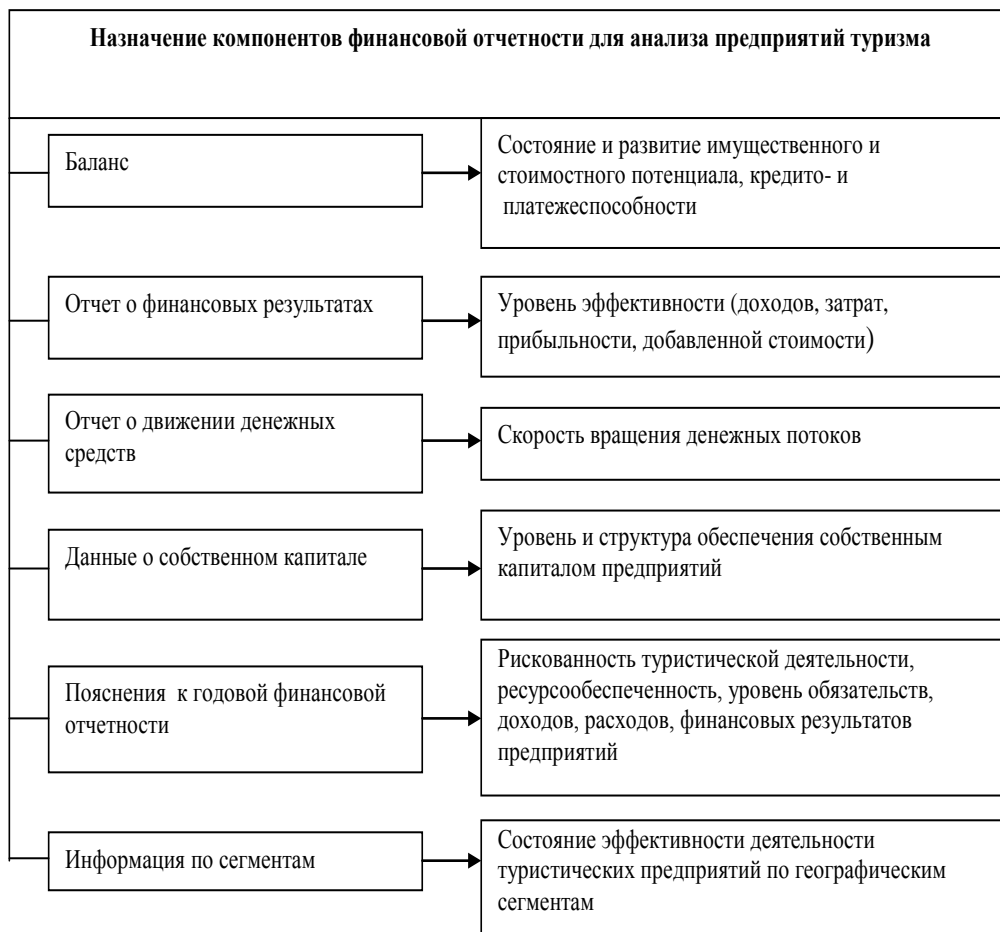 Назначение компонентов финансовой отчетности для анализа предприятий туризма
Баланс
Состояние и развитие имущественного и
стоимостного потенциала, кредито- и
платежеспособности
Отчет о финансовых результатах
Уровень эффективности (доходов, затрат,
прибыльности, добавленной стоимости)
Отчет о движении денежных
средств
Скорость вращения денежных потоков
Данные о собственном капитале
Уровень и структура обеспечения собственным
капиталом предприятий
Пояснения к годовой финансовой
отчетности
Рискованность туристической деятельности,
ресурсообеспеченность, уровень обязательств,
доходов, расходов, финансовых результатов
предприятий
Информация по сегментам
Состояние эффективности деятельности
туристических предприятий по географическим
сегментам